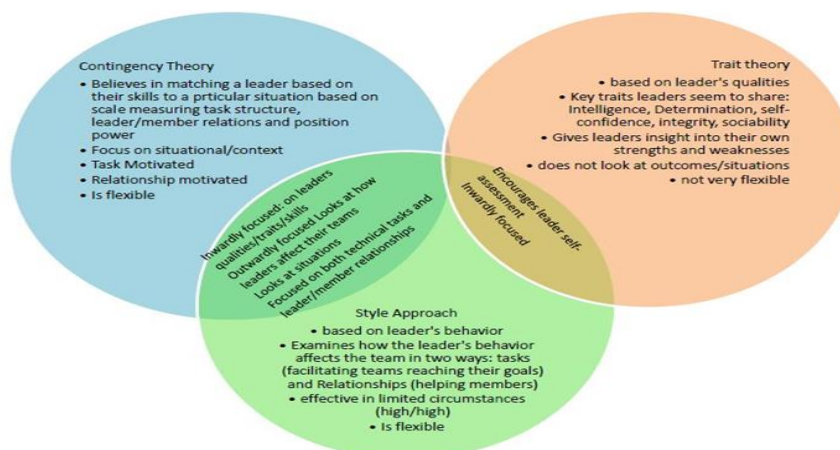 Contingency Theory
• Believes in matching a leader based on
their skills to a prticular situation based on
scale measuring task structure,
leader/member relations and position
power
• Focus on situational/context
• Task Motivated
• Relationship motivated
• Is flexible
Trait theory
• based on leader's qualities
• Key traits leaders seem to share:
Intelligence, Determination, self-
confidence, integrity, sociability
• Gives leaders insight into their own
strengths and weaknesses
• does not look at outcomes/situations
• not very flexible
Inwardly focused: on leaders
qualities/traits/skills
Outwardly focused Looks at how
leaders affect their teams
Looks at situations
Focused on both technical tasks and
leader/member relationships
Encourages leader self-
assessment
Inwardly focused
Style Approach
• based on leader's behavior
• Examines how the leader's behavior
affects the team in two ways: tasks
(facilitating teams reaching their goals)
and Relationships (helping members)
• effective in limited circumstances
(high/high)
• Is flexible